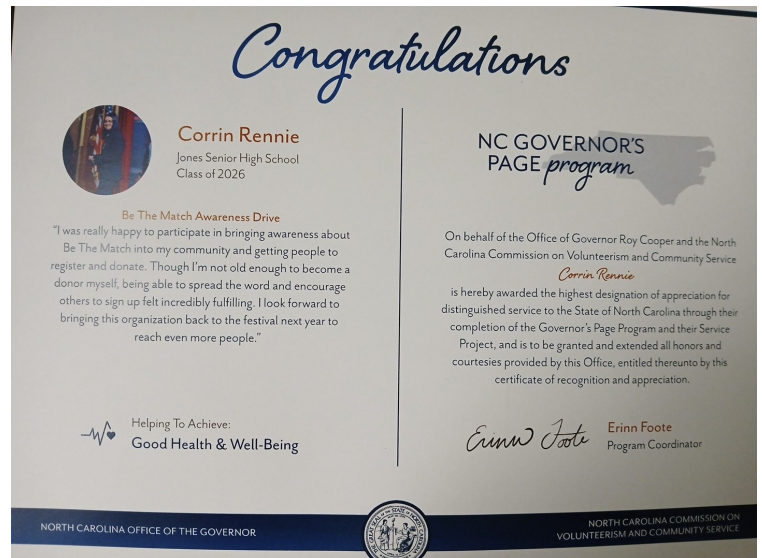 Congratulations
Corrin Rennie
Jones Senior High School
Class of 2026
Be The Match Awareness Drive
"I was really happy to participate in bringing awareness about
Be The Match into my community and getting people to
register and donate. Though I'm not old enough to become a
donor myself, being able to spread the word and encourage
others to sign up felt incredibly fulfilling. I look forward to
bringing this organization back to the festival next year to
reach even more people."
Helping To Achieve:
Good Health & Well-Being
NC GOVERNOR'S
PAGE program
On behalf of the Office of Governor Roy Cooper and the North
Carolina Commission on Volunteerism and Community Service
Corrin Rennie
is hereby awarded the highest designation of appreciation for
distinguished service to the State of North Carolina through their
completion of the Governor's Page Program and their Service
Project, and is to be granted and extended all honors and
courtesies provided by this Office, entitled thereunto by this
certificate of recognition and appreciation.
Erinn Foote
Erinn Foote
Program Coordinator
NORTH CAROLINA OFFICE OF THE GOVERNOR
NORTH CAROLINA COMMISSION ON
VOLUNTEERISM AND COMMUNITY SERVICE